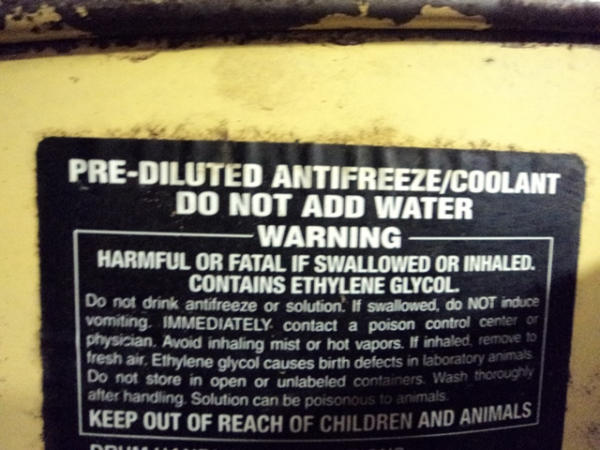 PRE-DILUTED ANTIFREEZE/COOLANT
DO NOT ADD WATER
WARNING
HARMFUL OR FATAL IF SWALLOWED OR INHALED.
CONTAINS ETHYLENE GLYCOL.
Do not drink antifreeze or solution. If swallowed, do NOT induce
vomiting. IMMEDIATELY contact a poison control center or
physician. Avoid inhaling mist or hot vapors. If inhaled, remove to
fresh air. Ethylene glycol causes birth defects in laboratory animals.
Do not store in open or unlabeled containers. Wash thoroughly
after handling. Solution can be poisonous to animals.
KEEP OUT OF REACH OF CHILDREN AND ANIMALS